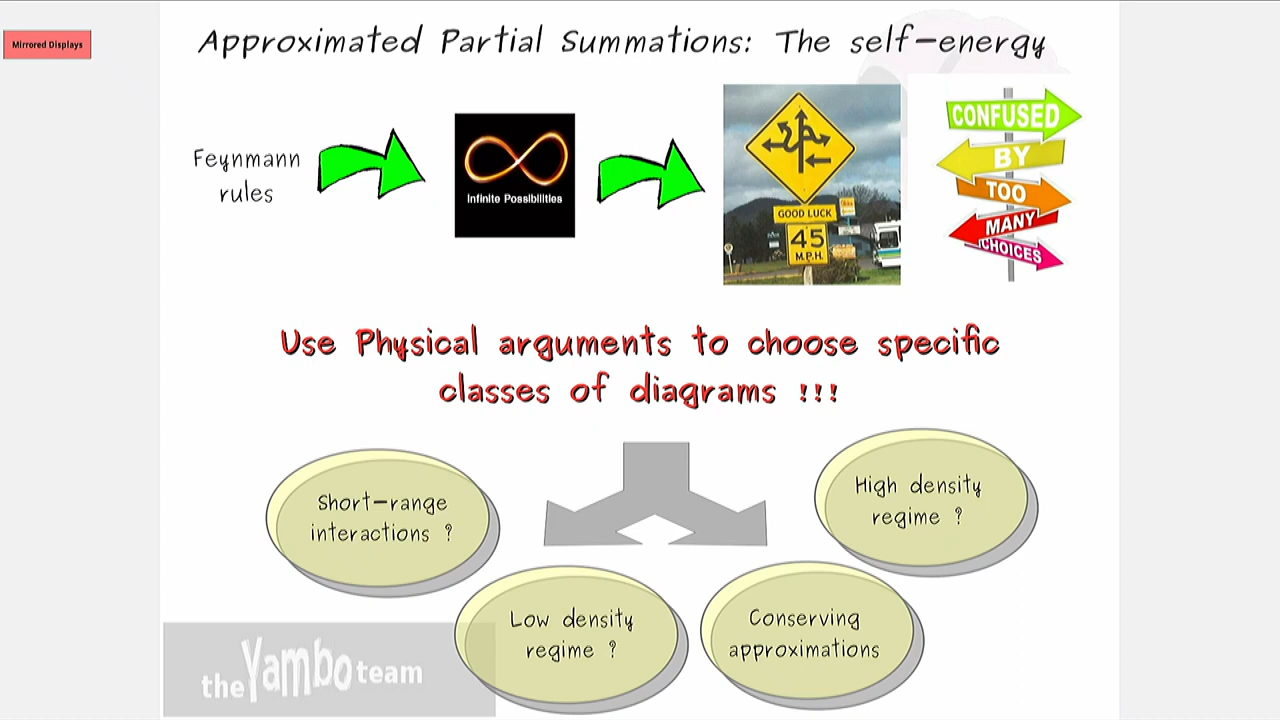 Mirrored Displays
Approximated Partial Summations: The self-energy
Feynmann
rules
Infinite Possibilities
GOOD LUCK
45
M.P.H.
CONFUSED
BY
TOO
MANY
CHOICES
Use Physical arguments to choose specific
classes of diagrams !!!
Short-range
interactions ?
High density
regime ?
Low density
regime ?
Conserving
approximations
the Yambo team